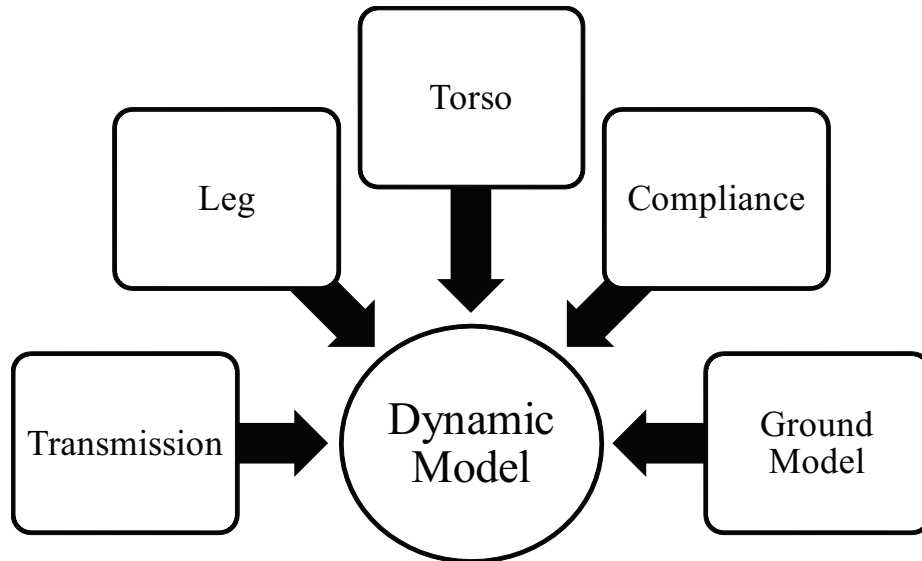 Torso
Leg
Compliance
Transmission
Dynamic
Model
Ground
Model